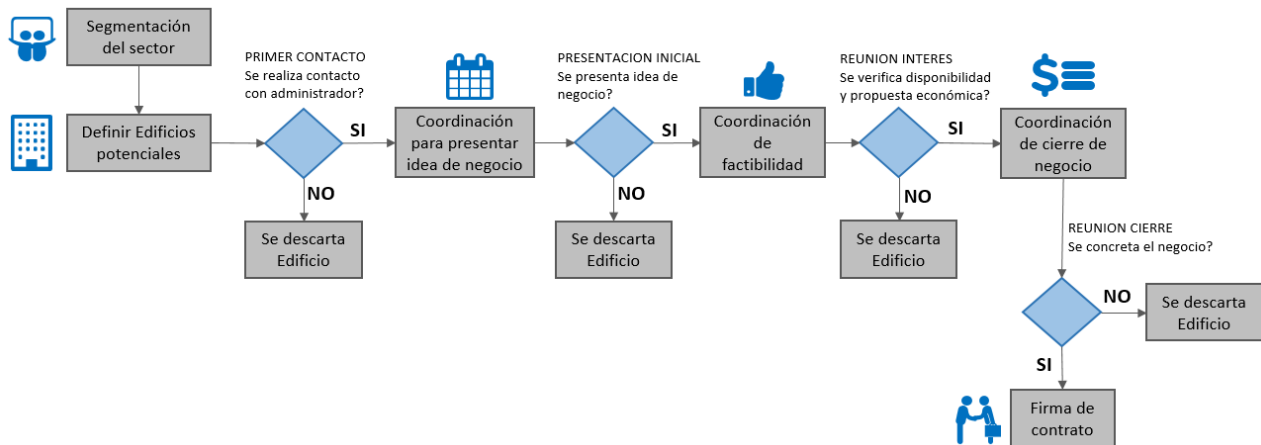 Segmentación
del sector
Definir Edificios
potenciales
PRIMER CONTACTO
Se realiza contacto
con administrador?
SI
NO
Se descarta
Edificio
Coordinación
para presentar
idea de negocio
PRESENTACION INICIAL
Se presenta idea de
negocio?
SI
NO
Se descarta
Edificio
Coordinación
de
factibilidad
REUNION INTERES
Se verifica disponibilidad
y propuesta económica?
SI
NO
Se descarta
Edificio
Coordinación
de cierre de
negocio
REUNION CIERRE
Se concreta el negocio?
NO
Se descarta
Edificio
SI
Firma de
contrato